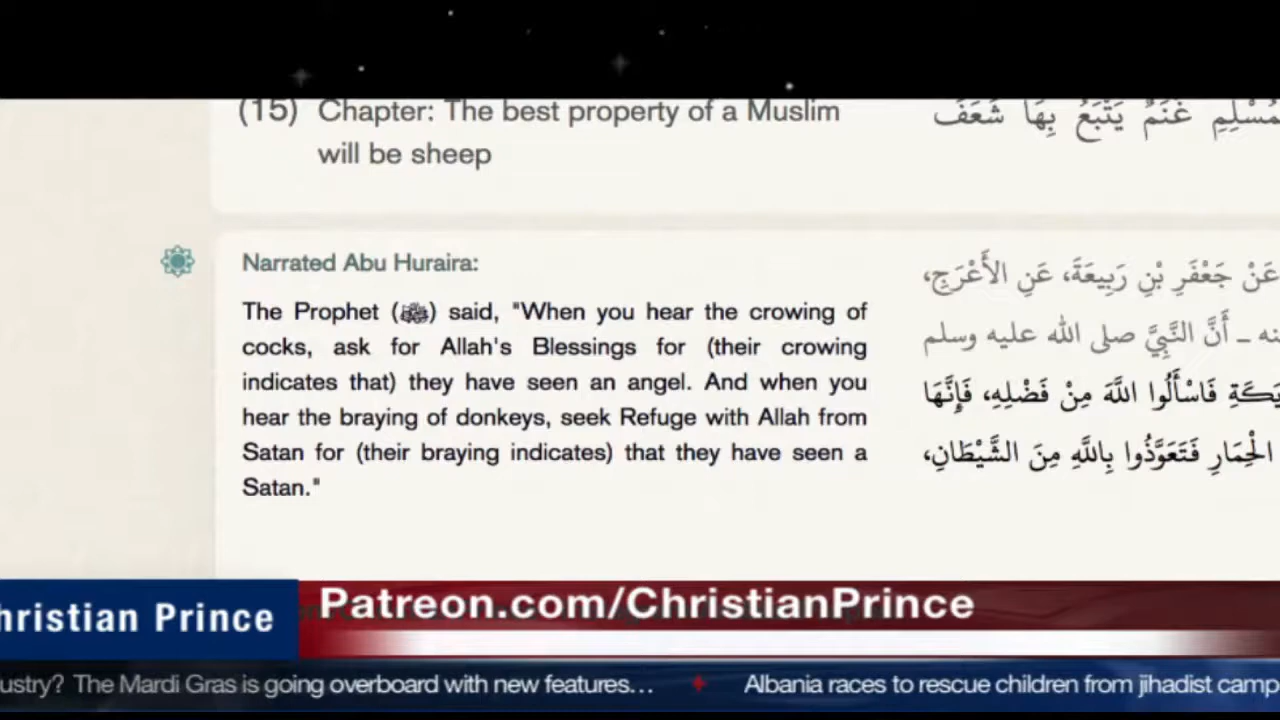 (15) Chapter: The best property of a Muslim
will be sheep
مُسْلِمِ غَنَمٌ يَتْبَعُ بِهَا شَعَفَ
Narrated Abu Huraira:
The Prophet (ﷺ) said, "When you hear the crowing of
cocks, ask for Allah's Blessings for (their crowing
indicates that) they have seen an angel. And when you
hear the braying of donkeys, seek Refuge with Allah from
Satan for (their braying indicates) that they have seen a
Satan."
عَنْ جَعْفَرِ بْنِ رَبِيعَةَ، عَنِ الأَعْرَجِ،
نه ـ أَنَّ النَّبِيَّ صلى الله عليه وسلم
يَكَةِ فَاسْأَلُوا اللَّهَ مِنْ فَضْلِهِ، فَإِنَّهَا
الْحِمَارِ فَتَعَوَّذُوا بِاللَّهِ مِنَ الشَّيْطَانِ،
hristian Prince
Patreon.com/ChristianPrince
ustry? The Mardi Gras is going overboard with new features... Albania races to rescue children from jihadist camp